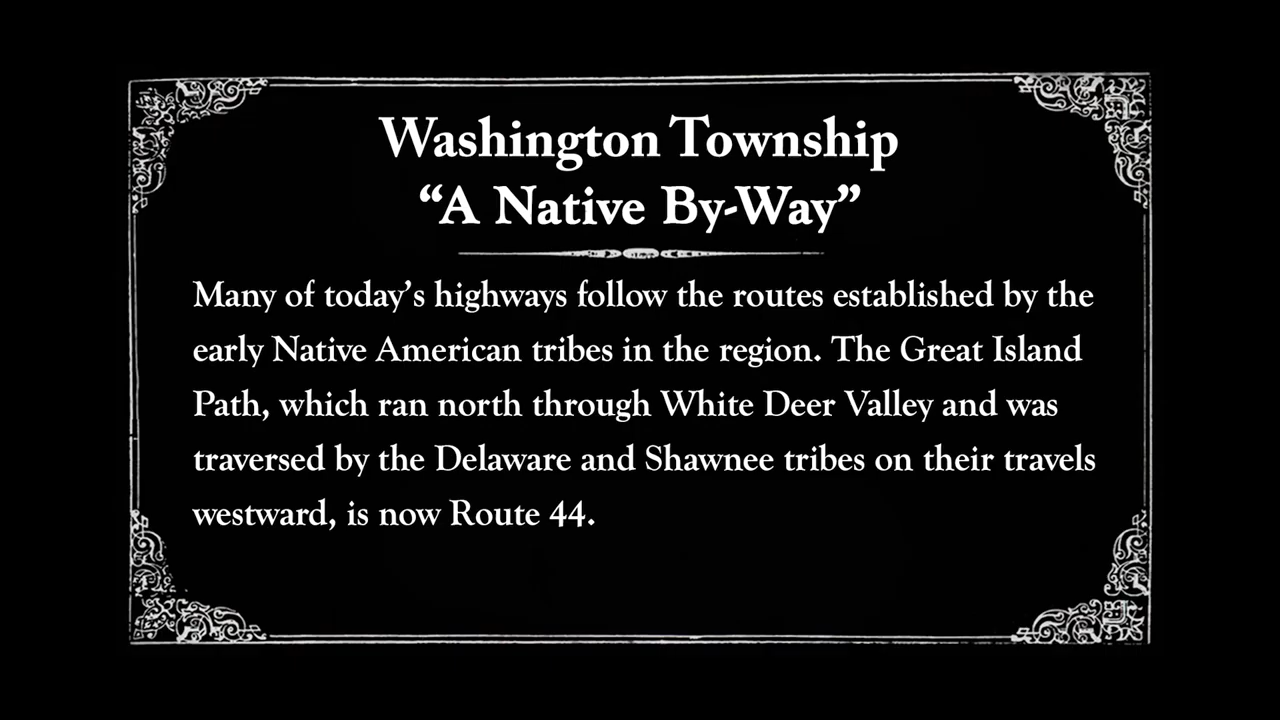 Washington Township
“A Native By-Way”
Many of today’s highways follow the routes established by the
early Native American tribes in the region. The Great Island
Path, which ran north through White Deer Valley and was
traversed by the Delaware and Shawnee tribes on their travels
westward, is now Route 44.